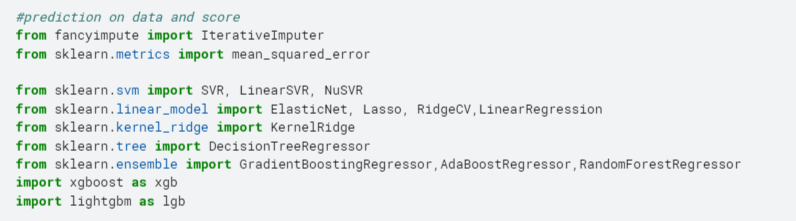 #prediction on data and score
from fancyimpute import IterativeImputer
from sklearn.metrics import mean_squared_error
from sklearn.svm import SVR, LinearSVR, NuSVR
from sklearn.linear_model import ElasticNet, Lasso, RidgeCV,LinearRegression
from sklearn.kernel_ridge import KernelRidge
from sklearn.tree import DecisionTreeRegressor
from sklearn.ensemble import GradientBoostingRegressor,AdaBoostRegressor,RandomForestRegressor
import xgboost as xgb
import lightgbm as lgb